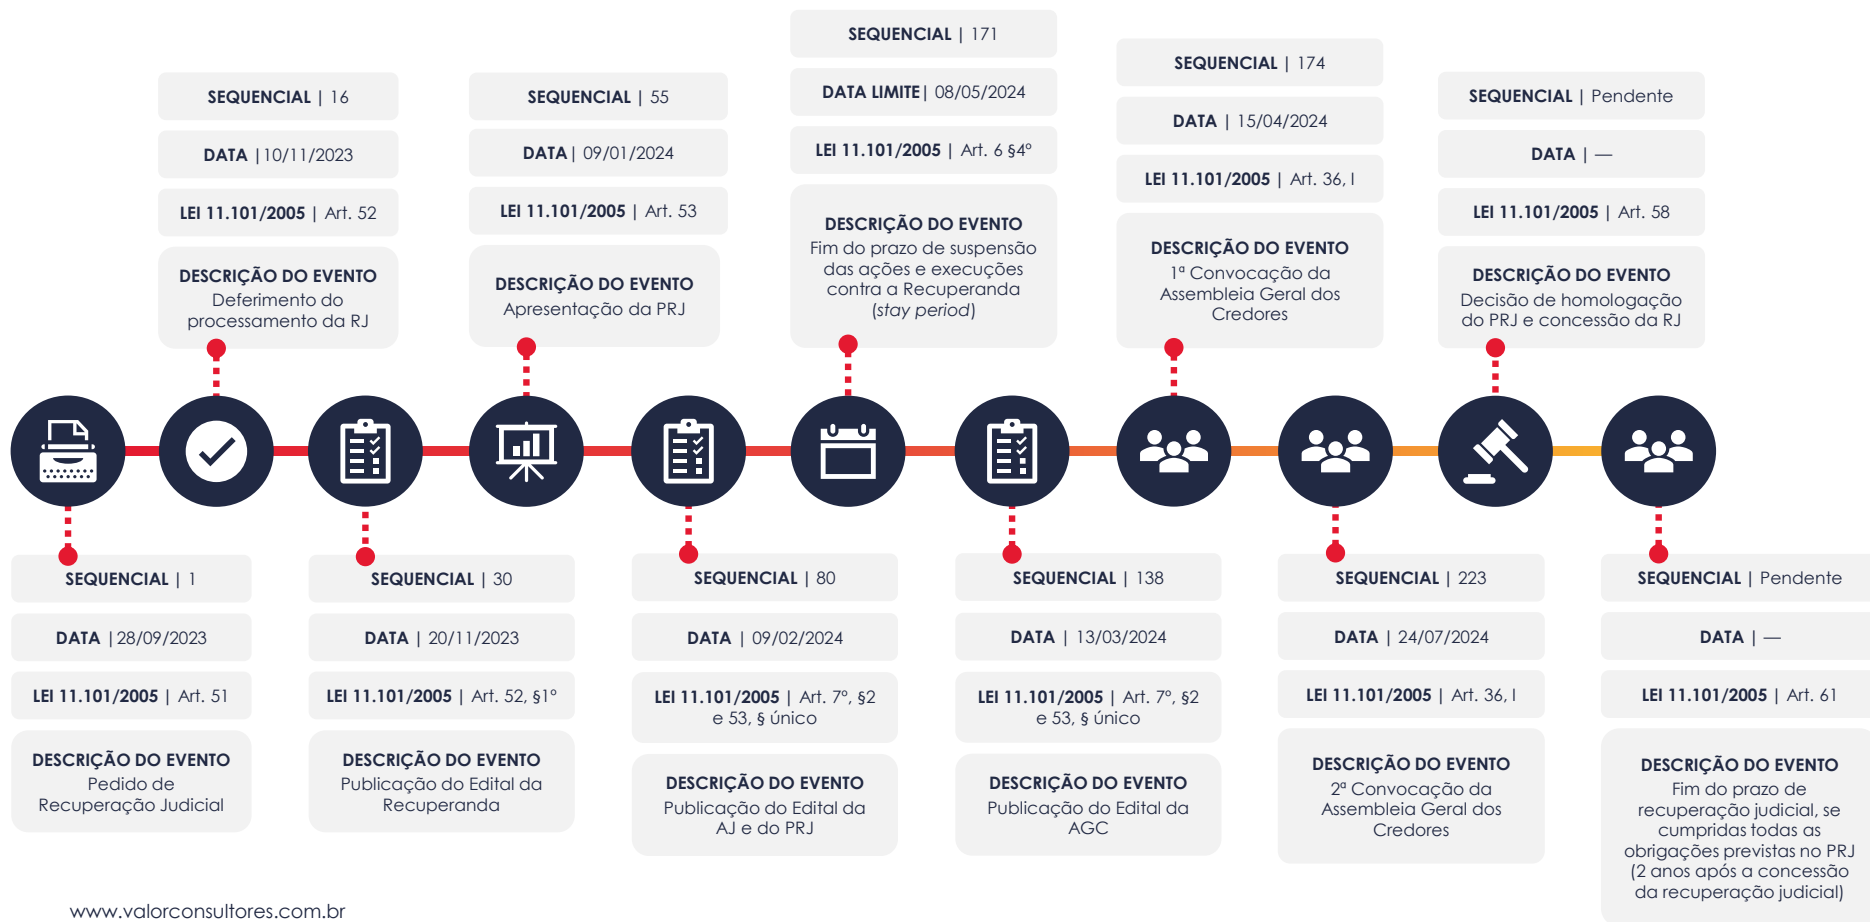 SEQUENCIAL | 1
DATA |28/09/2023
LEI 11.101/2005 | Art. 51
DESCRIÇÃO DO EVENTO
Pedido de
Recuperação Judicial
SEQUENCIAL | 16
DATA |10/11/2023
LEI 11.101/2005 | Art. 52
DESCRIÇÃO DO EVENTO
Deferimento do
processamento da RJ
SEQUENCIAL | 30
DATA | 20/11/2023
LEI 11.101/2005 | Art. 52, §1º
DESCRIÇÃO DO EVENTO
Publicação do Edital da
Recuperanda
SEQUENCIAL | 55
DATA| 09/01/2024
LEI 11.101/2005 | Art. 53
DESCRIÇÃO DO EVENTO
Apresentação da PRJ
SEQUENCIAL | 80
DATA | 09/02/2024
LEI 11.101/2005 | Art. 7º, §2
e 53, § único
DESCRIÇÃO DO EVENTO
Publicação do Edital da
AJ e do PRJ
SEQUENCIAL | 171
DATA LIMITE| 08/05/2024
LEI 11.101/2005 | Art. 6 §4º
DESCRIÇÃO DO EVENTO
Fim do prazo de suspensão
das ações e execuções
contra a Recuperanda
(stay period)
SEQUENCIAL | 138
DATA | 13/03/2024
LEI 11.101/2005 | Art. 7º, §2
e 53, § único
DESCRIÇÃO DO EVENTO
Publicação do Edital da
AGC
SEQUENCIAL | 174
DATA | 15/04/2024
LEI 11.101/2005 | Art. 36, I
DESCRIÇÃO DO EVENTO
1ª Convocação da
Assembleia Geral dos
Credores
SEQUENCIAL | 223
DATA | 24/07/2024
LEI 11.101/2005 | Art. 36, I
DESCRIÇÃO DO EVENTO
2ª Convocação da
Assembleia Geral dos
Credores
SEQUENCIAL | Pendente
DATA | —
LEI 11.101/2005 | Art. 58
DESCRIÇÃO DO EVENTO
Decisão de homologação
do PRJ e concessão da RJ
SEQUENCIAL | Pendente
DATA | —
LEI 11.101/2005 | Art. 61
DESCRIÇÃO DO EVENTO
Fim do prazo de
recuperação judicial, se
cumpridas todas as
obrigações previstas no PRJ
(2 anos após a concessão
da recuperação judicial)
www.valorconsultores.com.br